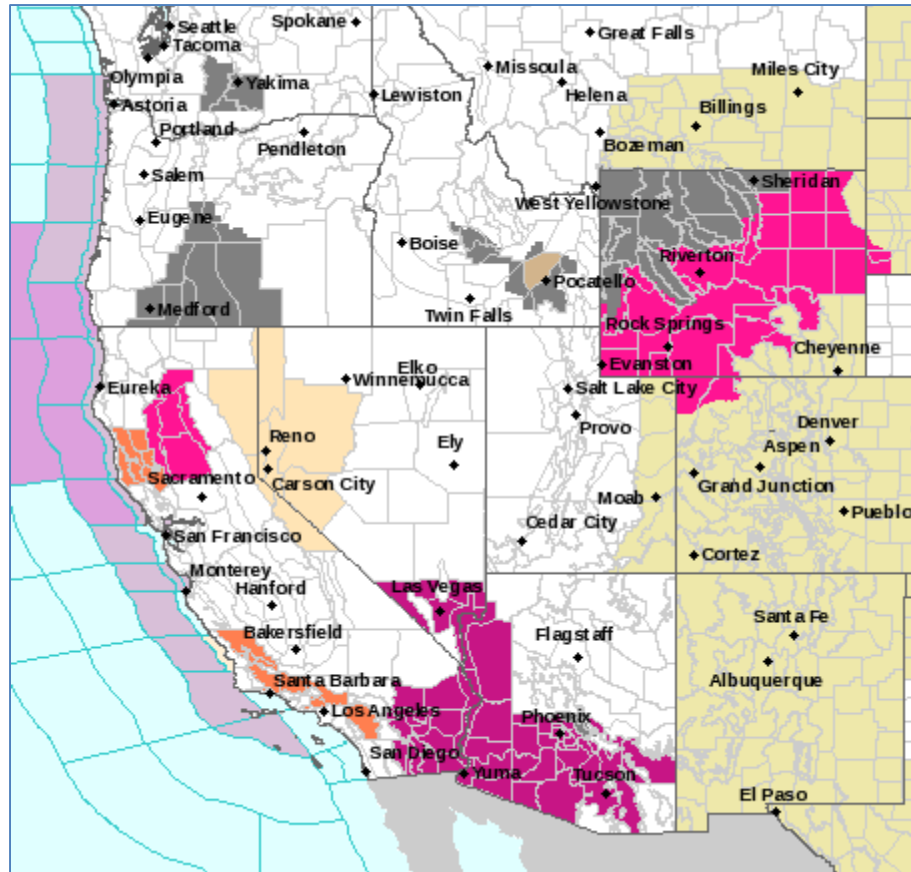 Seattle
Spokane
Tacoma
Great Falls
Olympia
Yakima
Missoula
Miles City
Lewiston
Helena
Astoria
Billings
Portland
Pendleton
Bozeman
Salem
Sheridan
West Yellowstone
Eugene
Boise
Riverton
Pocatello
Medford
Twin Falls
Rock Springs
Cheyenne
Elko
Evanston
Eureka
Winnemucca
Salt Lake City
Provo
Denver
Reno
Ely
Aspen
Sacramento
Carson City
Grand Junction
Moab
Pueblo
San Francisco
Cedar City
Cortez
Monterey
Hanford
Las Vegas
Bakersfield
Flagstaff
Santa Fe
Albuquerque
Santa Barbara
Los Angeles
Phoenix
San Diego
Yuma
Tucson
El Paso